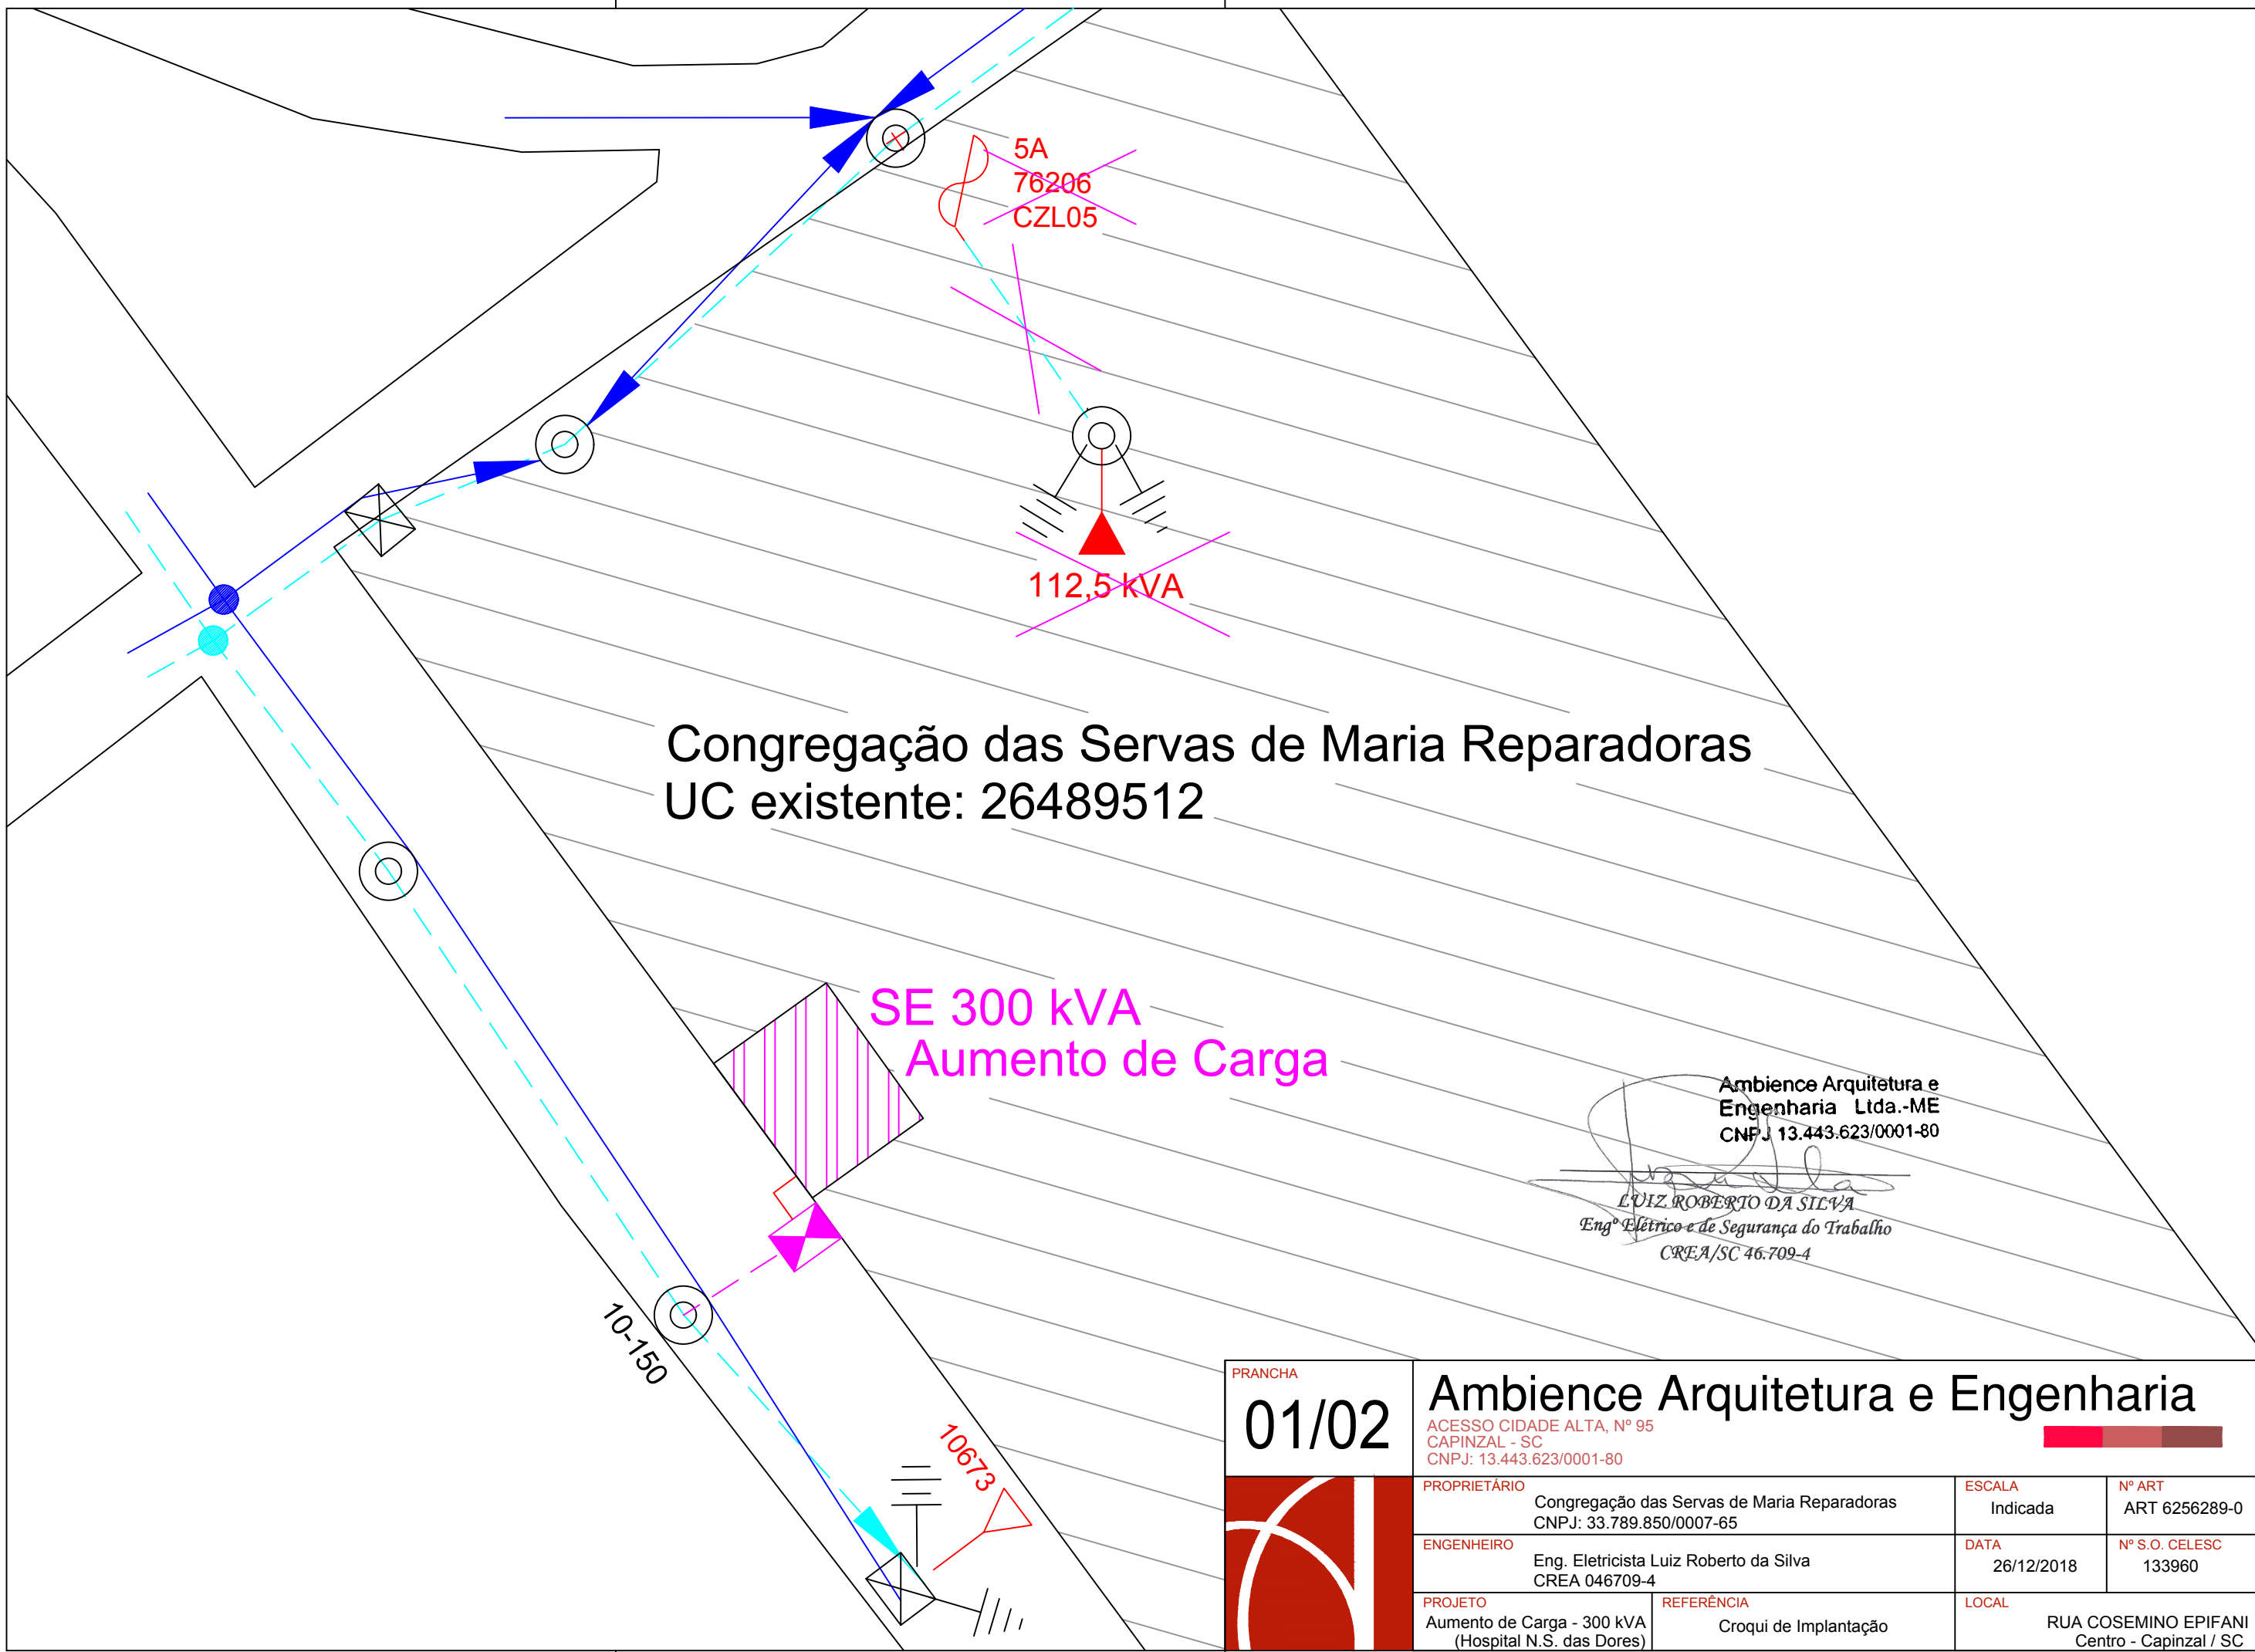 5A
76206
CZL05
112,5 kVA
Congregação das Servas de Maria Reparadoras
UC existente: 26489512
SE 300 kVA
Aumento de Carga
Ambience Arquitetura e
Engenharia Ltda.-ME
CNPJ 13.443.623/0001-80
LUIZ ROBERTO DA SILVA
Engº Elétrico e de Segurança do Trabalho
CREA/SC 46.709-4
10-150
10673
PRANCHA
01/02
Ambience Arquitetura e Engenharia
ACESSO CIDADE ALTA, Nº 95
CAPINZAL - SC
CNPJ: 13.443.623/0001-80
PROPRIETÁRIO
Congregação das Servas de Maria Reparadoras
CNPJ: 33.789.850/0007-65
ESCALA
Indicada
Nº ART
ART 6256289-0
ENGENHEIRO
Eng. Eletricista Luiz Roberto da Silva
CREA 046709-4
DATA
26/12/2018
Nº S.O. CELESC
133960
PROJETO
Aumento de Carga - 300 kVA
(Hospital N.S. das Dores)
REFERÊNCIA
Croqui de Implantação
LOCAL
RUA COSEMINO EPIFANI
Centro - Capinzal / SC